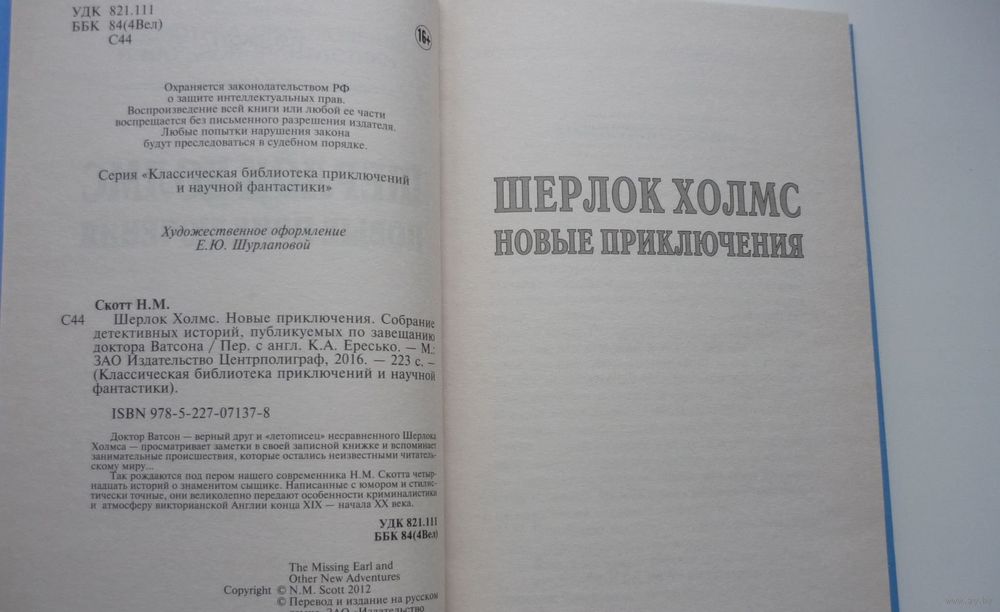 УДК 821.111
ББК 84(4Вел)
С44
16+
Охраняется законодательством РФ
о защите интеллектуальных прав.
Воспроизведение всей книги или любой ее части
воспрещается без письменного разрешения издателя.
Любые попытки нарушения закона
будут преследоваться в судебном порядке.
Серия «Классическая библиотека приключений
и научной фантастики»
Художественное оформление
Е.Ю. Шурлаповой
Скотт Н.М.
С44 Шерлок Холмс. Новые приключения. Собрание
детективных историй, публикуемых по завещанию
доктора Ватсона / Пер. с англ. К.А. Ересько. — М.:
ЗАО Издательство Центрполиграф, 2016. — 223 с. —
(Классическая библиотека приключений и научной
фантастики).
ISBN 978-5-227-07137-8
Доктор Ватсон — верный друг и «летописец» несравненного Шерлока
Холмса — просматривает заметки в своей записной книжке и вспоминает
занимательные происшествия, которые остались неизвестными читатель-
скому миру...
Так рождаются под пером нашего современника Н.М. Скотта четыр-
надцать историй о знаменитом сыщике. Написанные с юмором и стилис-
тически точные, они великолепно передают особенности криминалистика
и атмосферу викторианской Англии конца XIX — начала XX века.
УДК 821.111
ББК 84(4Вел)
The Missing Earl and
Other New Adventures
Copyright © N.M. Scott 2012
© Перевод и издание на русском
ЗАО «Издательство
ШЕРЛОК ХОЛМС
НОВЫЕ ПРИКЛЮЧЕНИЯ